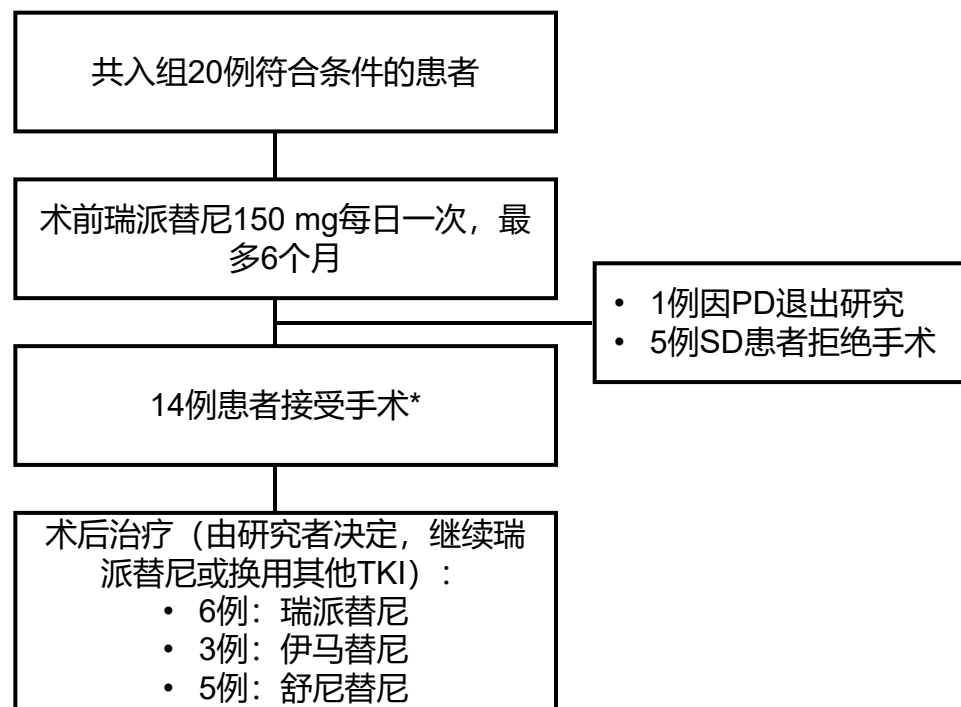 共入组20例符合条件的患者
术前瑞派替尼150 mg每日一次，最
多6个月
• 1例因PD退出研究
• 5例SD患者拒绝手术
14例患者接受手术*
术后治疗（由研究者决定，继续瑞
派替尼或换用其他TKI）：
• 6例：瑞派替尼
• 3例：伊马替尼
• 5例：舒尼替尼